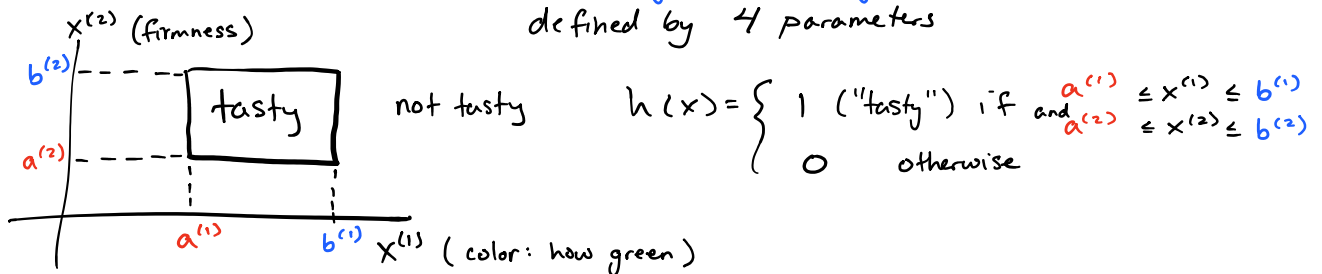 defined by 4 parameters
x^(2) (firmness)
b^(2)
tasty
not tasty
h(x) = { 1 ("tasty") if a^(1) ≤ x^(1) ≤ b^(1)
and a^(2) ≤ x^(2) ≤ b^(2)
0 otherwise
a^(2)
a^(1)
b^(1)
x^(1) (color: how green)